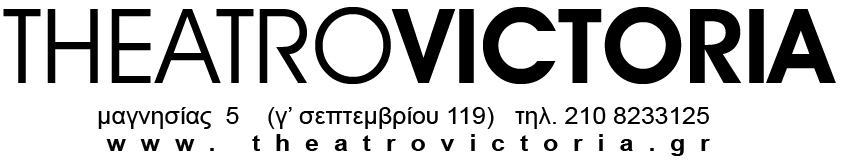 THEATROVICTORIA
μαγνησίας 5 (γ’ σεπτεμβρίου 119) τηλ. 210 8233125
www. theatrovictoria.gr